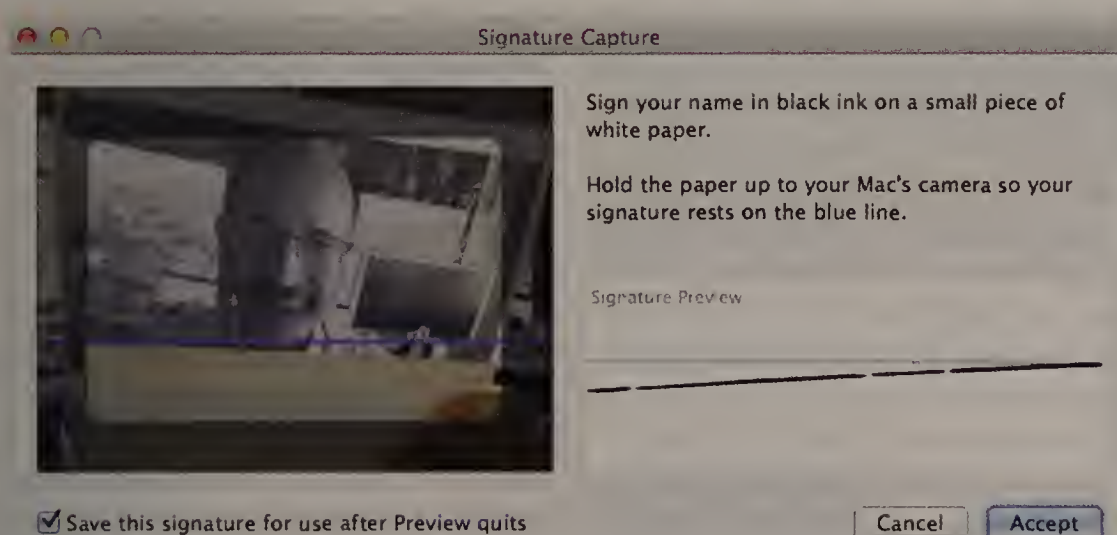 Signature Capture
Sign your name in black ink on a small piece of
white paper.
Hold the paper up to your Mac's camera so your
signature rests on the blue line.
Signature Preview
Save this signature for use after Preview quits
Cancel
Accept